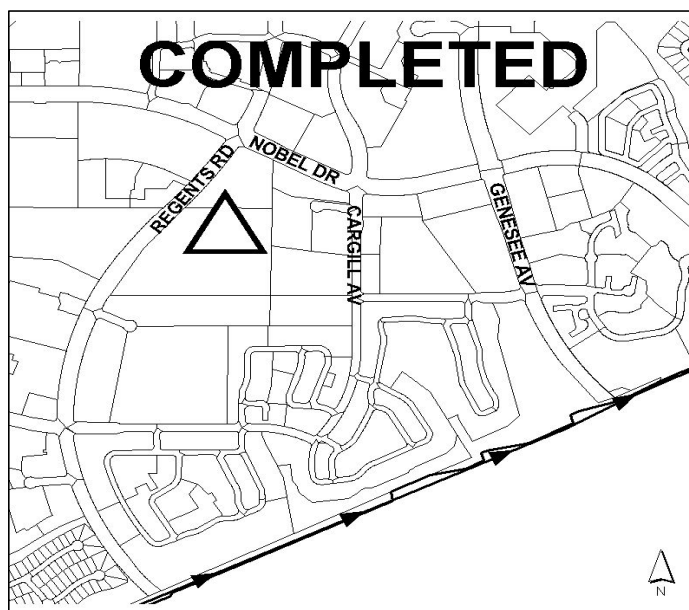 COMPLETED
NOBEL DR
REGENTS RD
CARGILL AV
GENESEE AV
N